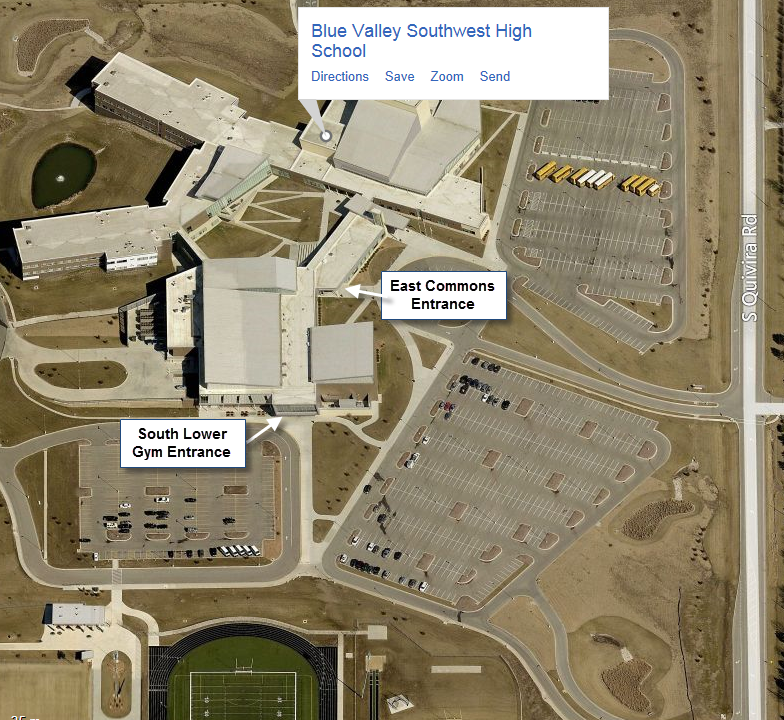 Blue Valley Southwest High
School
Directions Save Zoom Send
S Quivira Rd
East Commons
Entrance
South Lower
Gym Entrance